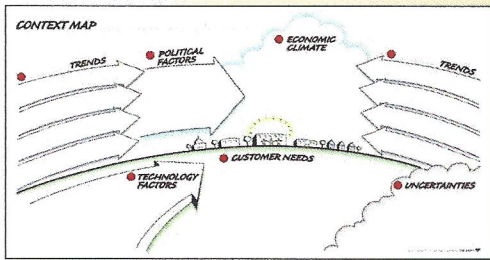 CONTEXT MAP
TRENDS
POLITICAL
FACTORS
ECONOMIC
CLIMATE
TRENDS
CUSTOMER NEEDS
TECHNOLOGY
FACTORS
UNCERTAINTIES